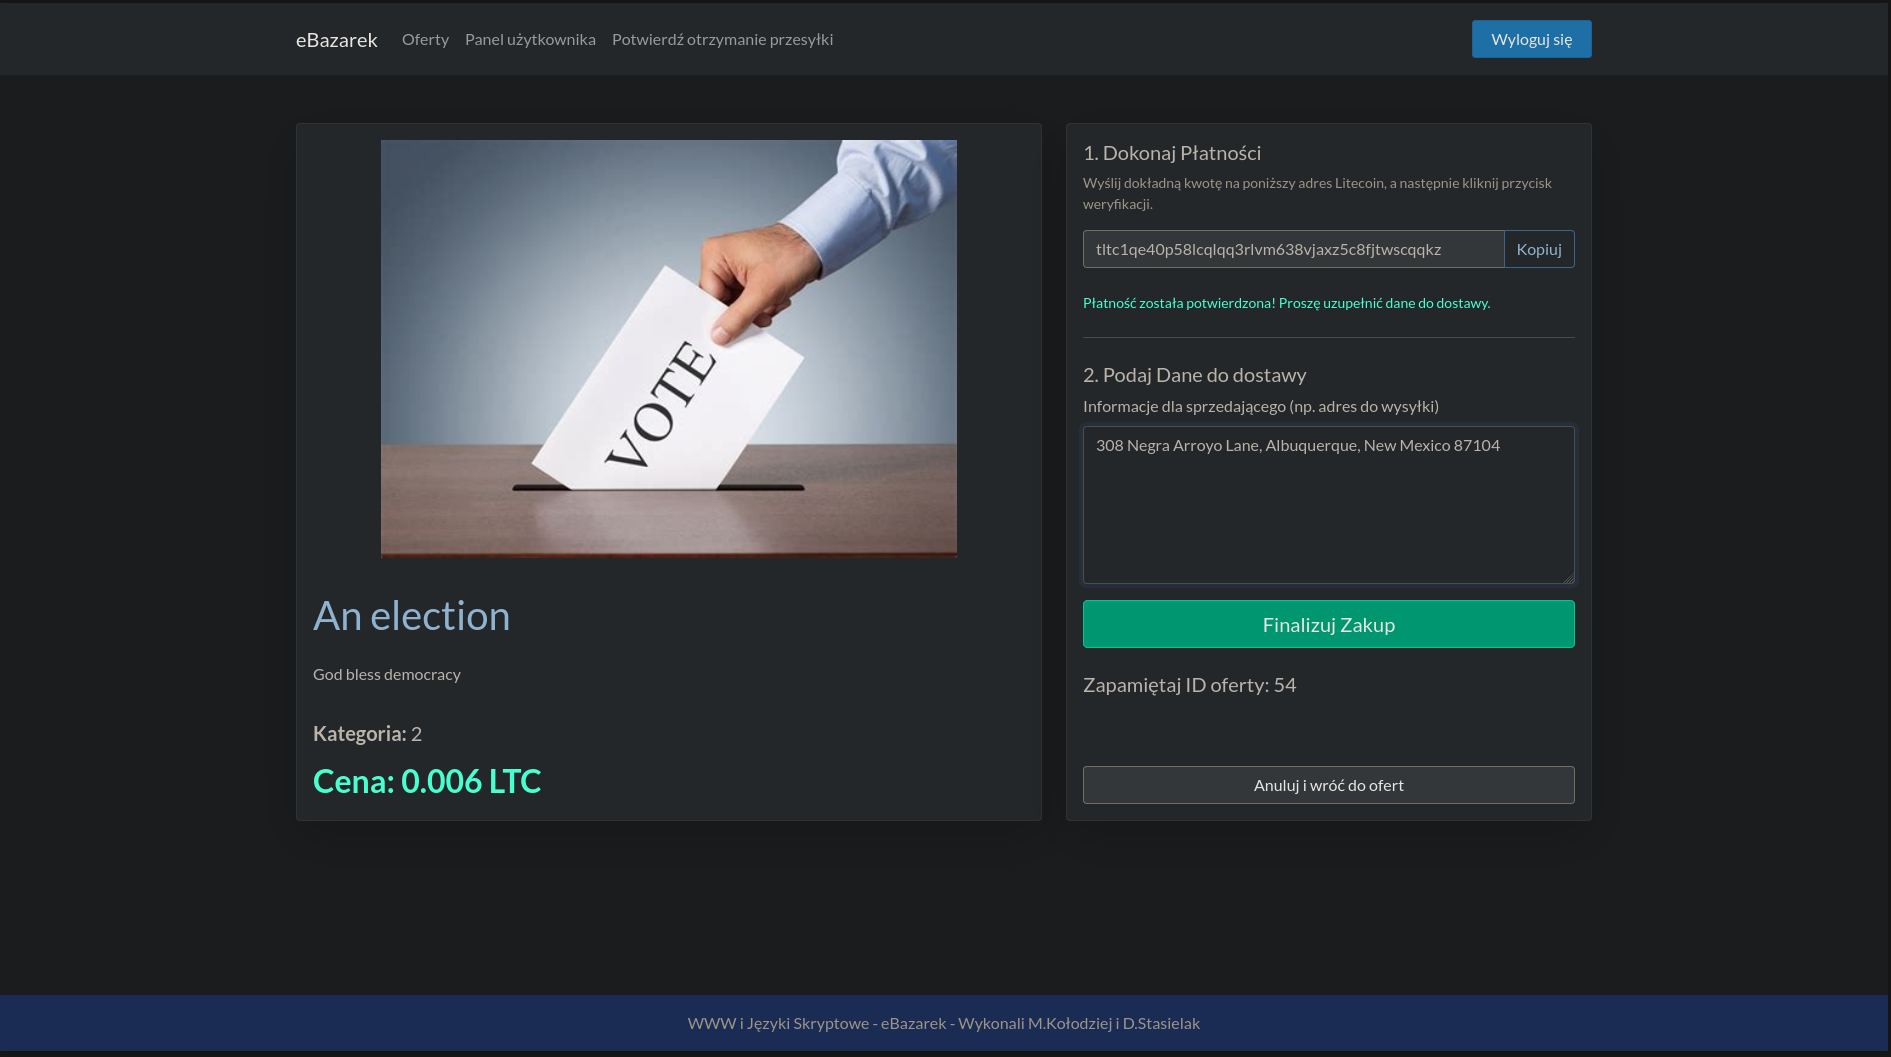 eBazarek Oferty Panel użytkownika Potwierdź otrzymanie przesyłki Wyloguj się
VOTE
An election
God bless democracy
Kategoria: 2
Cena: 0.006 LTC
1. Dokonaj Płatności
Wyślij dokładną kwotę na poniższy adres Litecoin, a następnie kliknij przycisk
weryfikacji.
tltc1qe40p58lcqlqq3rlvm638vjaxz5c8fjtwscqqkz Kopiuj
Płatność została potwierdzona! Proszę uzupełnić dane do dostawy.
2. Podaj Dane do dostawy
Informacje dla sprzedającego (np. adres do wysyłki)
308 Negra Arroyo Lane, Albuquerque, New Mexico 87104
Finalizuj Zakup
Zapamiętaj ID oferty: 54
Anuluj i wróć do ofert
WWW i Języki Skryptowe - eBazarek - Wykonali M.Kołodziej i D.Stasielak